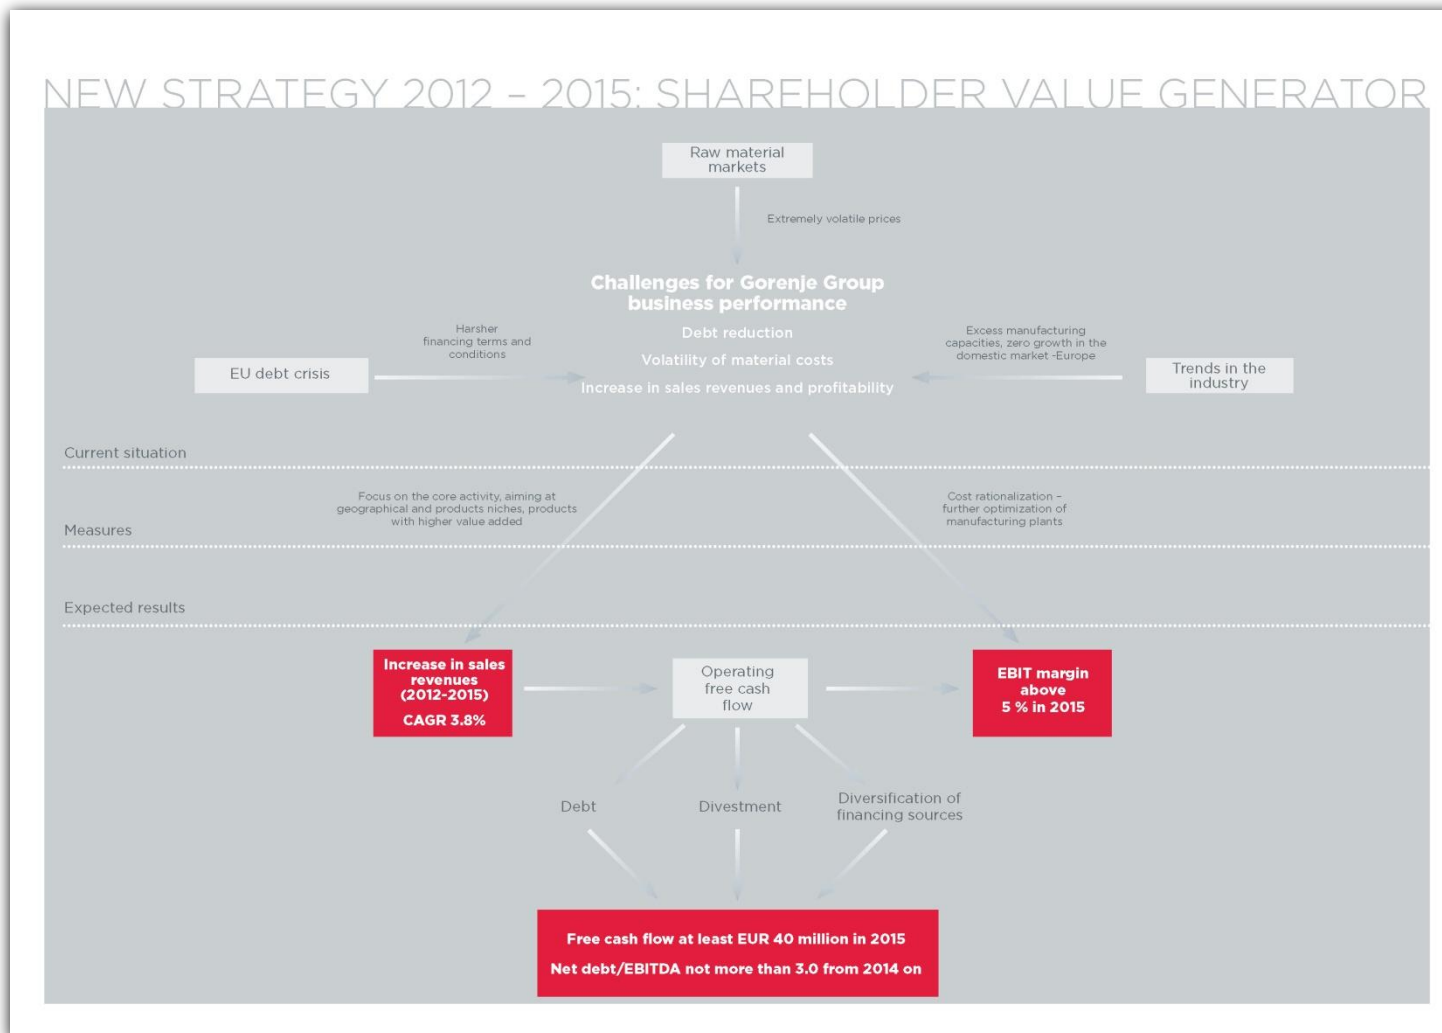 NEW STRATEGY 2012 – 2015: SHAREHOLDER VALUE GENERATOR
Raw material
markets
Extremely volatile prices
Challenges for Gorenje Group
business performance
Debt reduction
Volatility of material costs
Increase in sales revenues and profitability
Harsher
financing terms and
conditions
EU debt crisis
Excess manufacturing
capacities, zero growth in the
domestic market -Europe
Trends in the
industry
Current situation
Focus on the core activity, aiming at
geographical and products niches, products
with higher value added
Cost rationalization –
further optimization of
manufacturing plants
Measures
Expected results
Increase in sales
revenues
(2012-2015)
CAGR 3.8%
Operating
free cash
flow
EBIT margin
above
5 % in 2015
Debt
Divestment
Diversification of
financing sources
Free cash flow at least EUR 40 million in 2015
Net debt/EBITDA not more than 3.0 from 2014 on